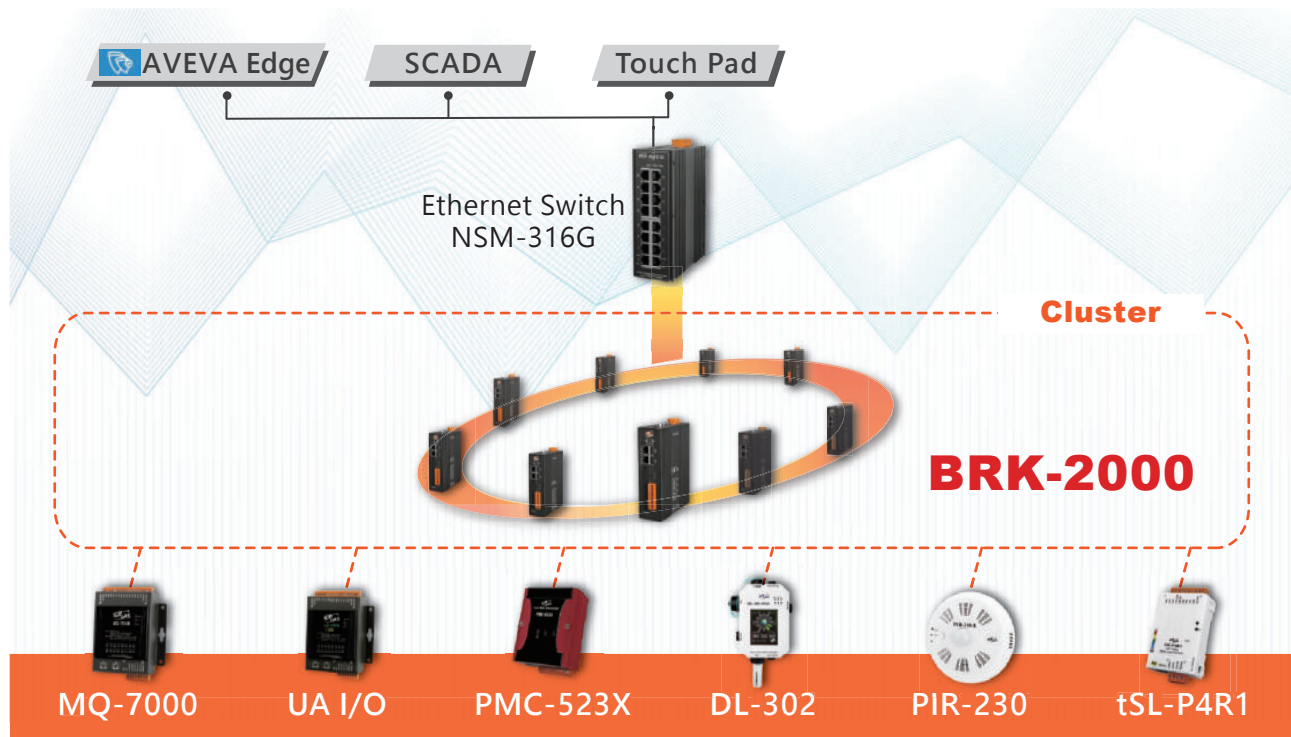 AVEVA Edge
SCADA
Touch Pad
Ethernet Switch
NSM-316G
Cluster
BRK-2000
MQ-7000
UA I/O
PMC-523X
DL-302
PIR-230
tSL-P4R1